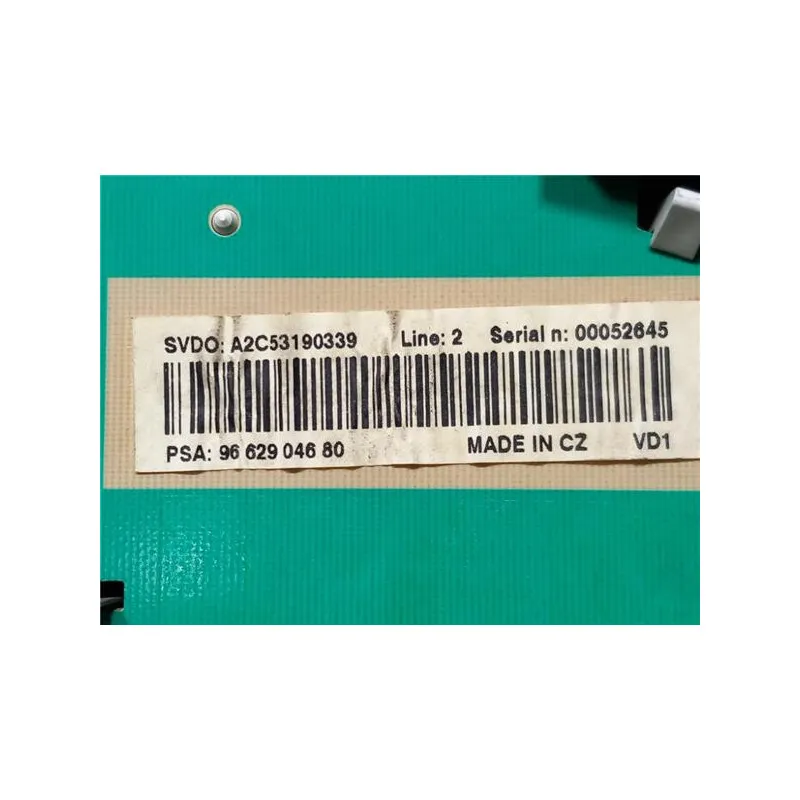 SVDO: A2C53190339 Line: 2 Serial n: 00052645
PSA: 96 629 046 80 MADE IN CZ VD1